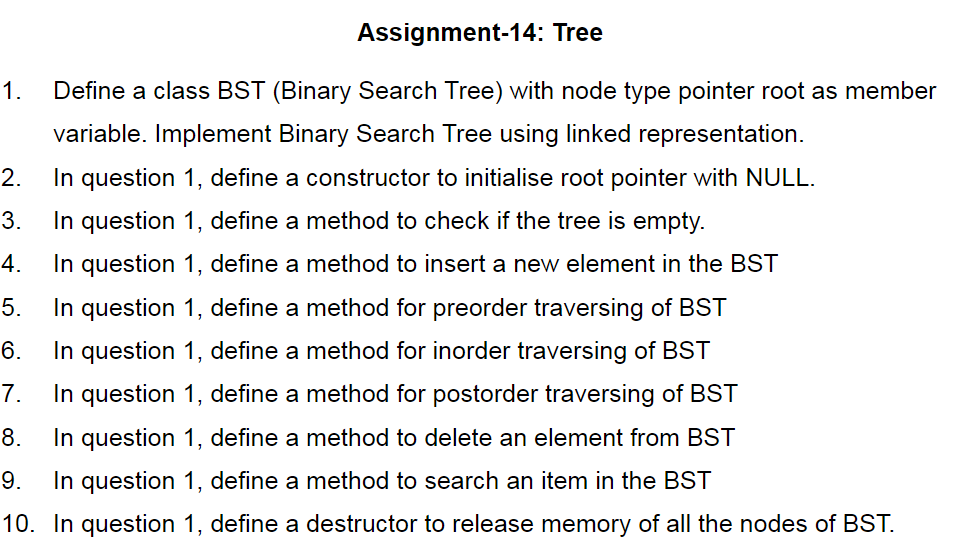 Assignment-14: Tree
1. Define a class BST (Binary Search Tree) with node type pointer root as member
variable. Implement Binary Search Tree using linked representation.
2. In question 1, define a constructor to initialise root pointer with NULL.
3. In question 1, define a method to check if the tree is empty.
4. In question 1, define a method to insert a new element in the BST
5. In question 1, define a method for preorder traversing of BST
6. In question 1, define a method for inorder traversing of BST
7. In question 1, define a method for postorder traversing of BST
8. In question 1, define a method to delete an element from BST
9. In question 1, define a method to search an item in the BST
10. In question 1, define a destructor to release memory of all the nodes of BST.